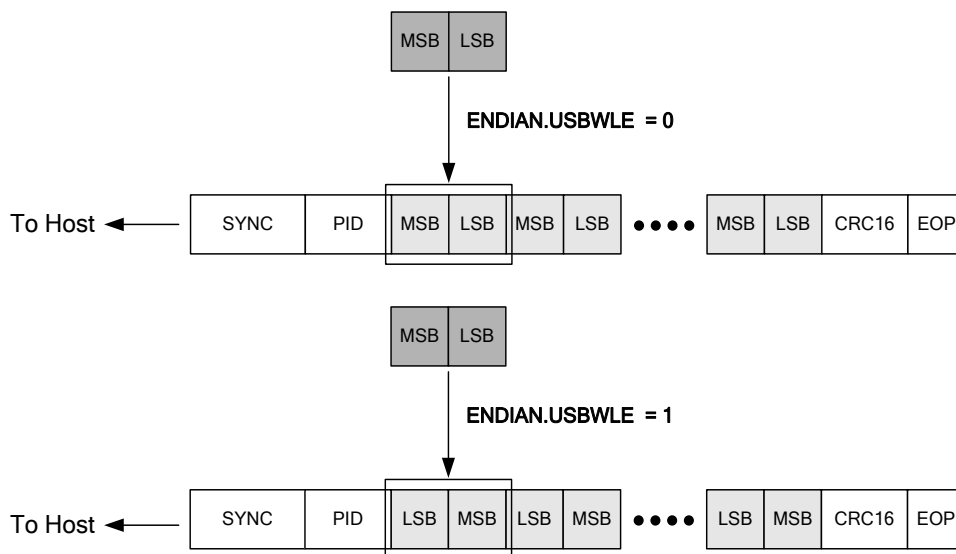 MSB LSB
ENDIAN.USBWLE = 0
To Host SYNC PID MSB LSB MSB LSB MSB LSB CRC16 EOP
MSB LSB
ENDIAN.USBWLE = 1
To Host SYNC PID LSB MSB LSB MSB LSB MSB CRC16 EOP